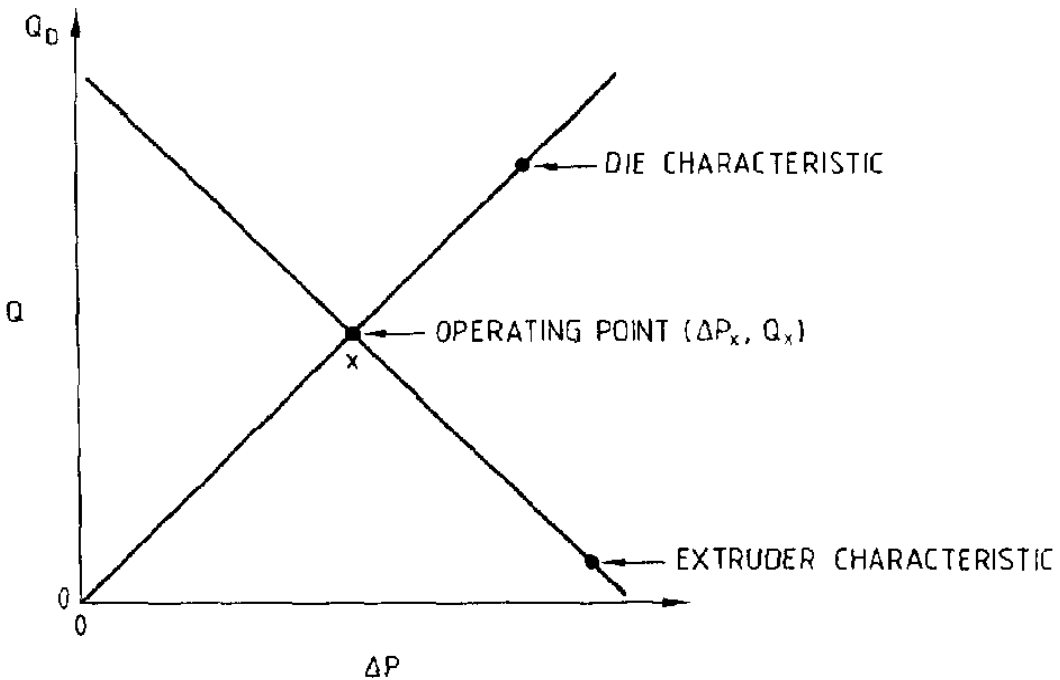 Q_D
DIE CHARACTERISTIC
Q
OPERATING POINT (ΔP_x, Q_x)
x
EXTRUDER CHARACTERISTIC
0
0
ΔP